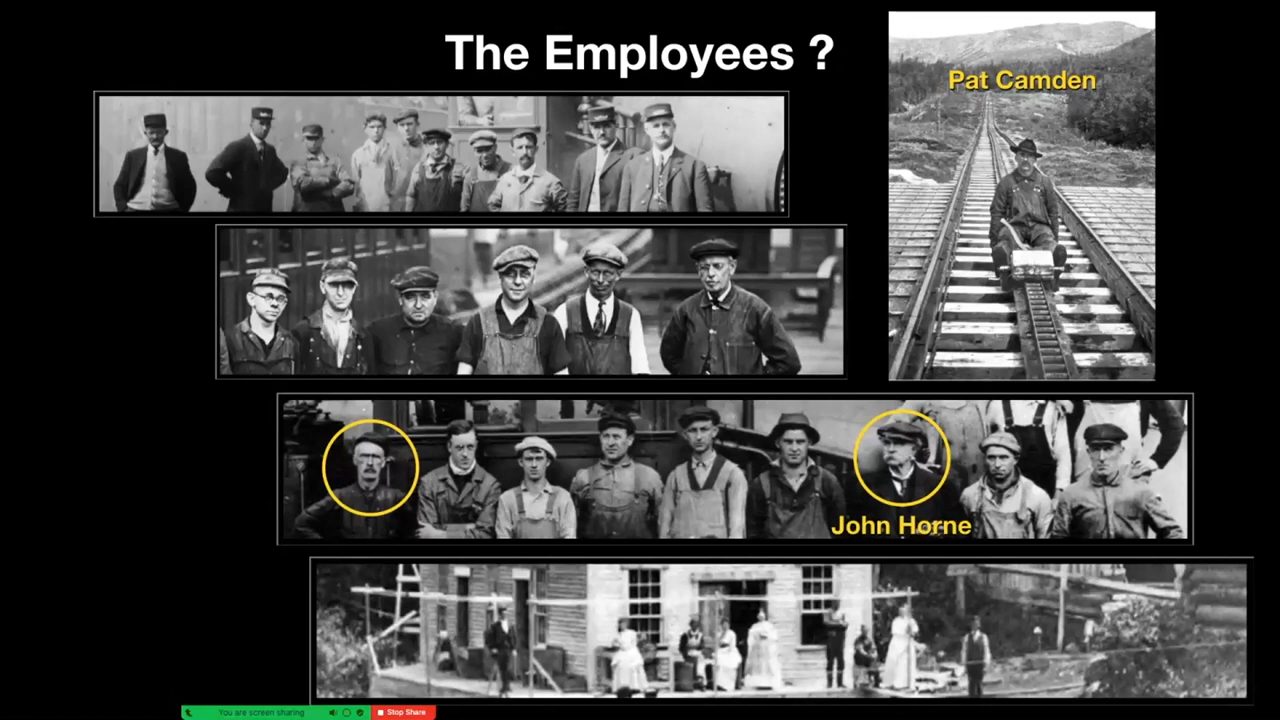 The Employees ?
Pat Camden
John Horne
You are screen sharing
Stop Share